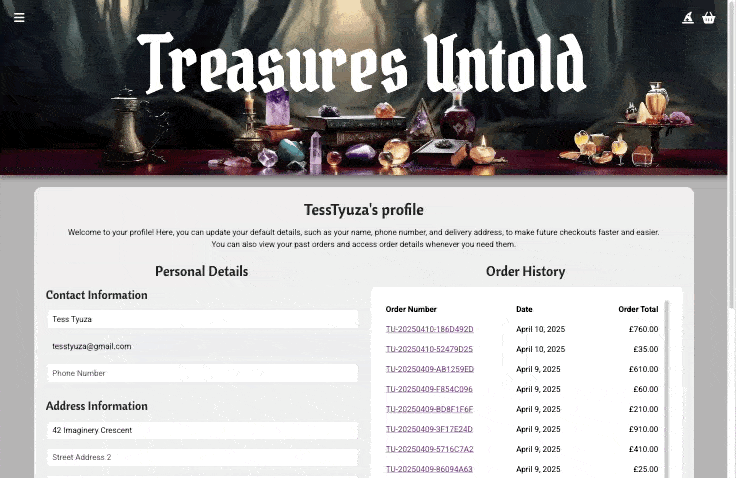 Treasures Untold
TessTyuza's profile
Welcome to your profile! Here, you can update your default details, such as your name, phone number, and delivery address, to make future checkouts faster and easier.
You can also view your past orders and access order details whenever you need them.
Personal Details
Contact Information
Tess Tyuza
tesstyuza@gmail.com
Phone Number
Address Information
42 Imaginery Crescent
Street Address 2
Order History
Order Number Date Order Total
TU-20250410-186D492D April 10, 2025 £760.00
TU-20250410-52479D25 April 10, 2025 £35.00
TU-20250409-AB1259ED April 9, 2025 £610.00
TU-20250409-F854C096 April 9, 2025 £60.00
TU-20250409-BD8F1F6F April 9, 2025 £210.00
TU-20250409-3F17E24D April 9, 2025 £910.00
TU-20250409-5716C7A2 April 9, 2025 £410.00
TU-20250409-86094A63 April 9, 2025 £25.00